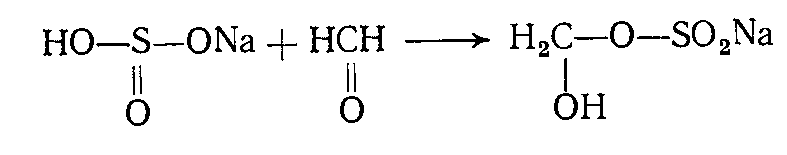 HO—S—ONa + HCH ⟶ H₂C—O—SO₂Na
‖ ‖ |
O O OH